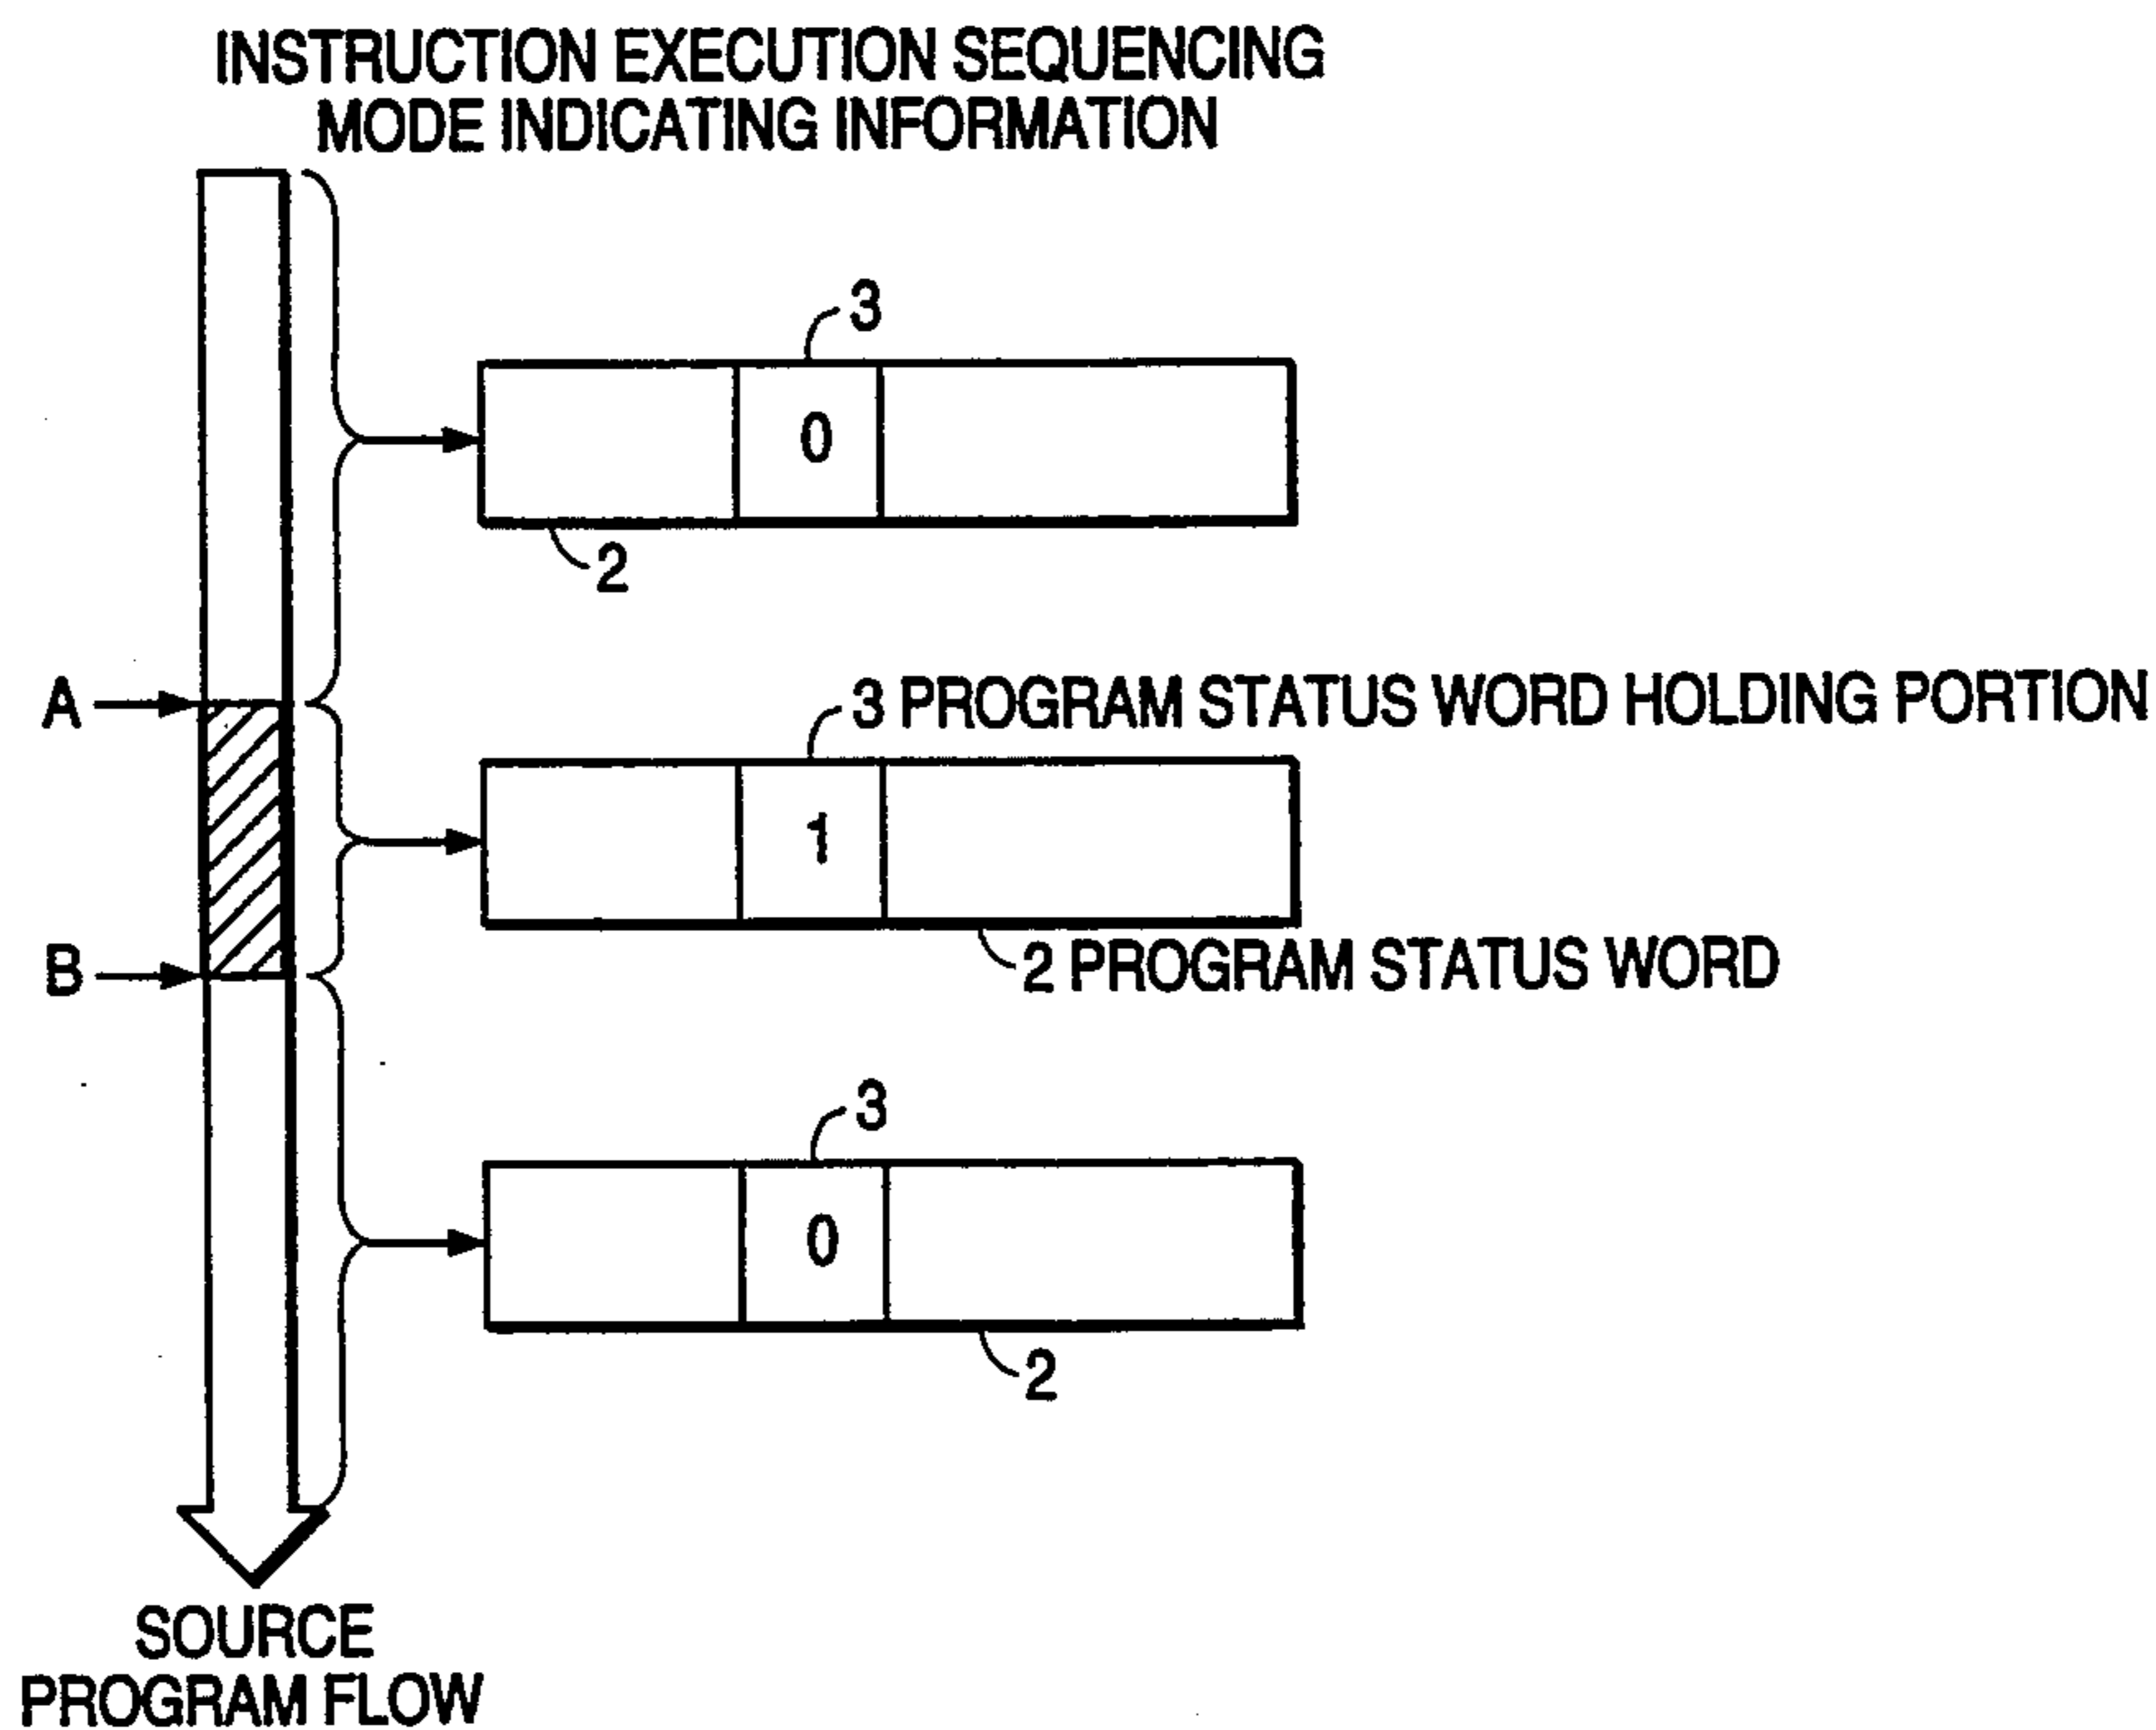 INSTRUCTION EXECUTION SEQUENCING
MODE INDICATING INFORMATION
3
0
2
A
3 PROGRAM STATUS WORD HOLDING PORTION
1
B
2 PROGRAM STATUS WORD
3
0
2
SOURCE
PROGRAM FLOW